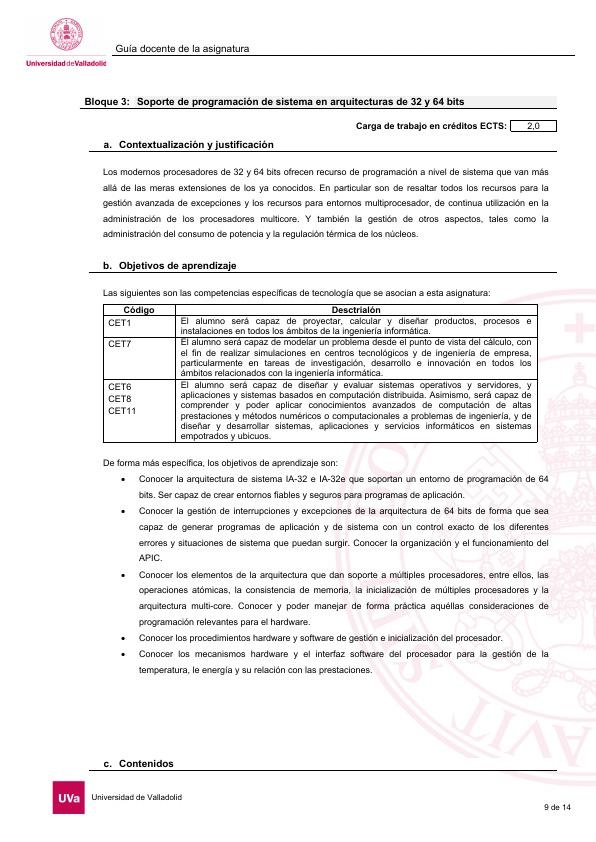 Guía docente de la asignatura
Universidad de Valladolid
Bloque 3: Soporte de programación de sistema en arquitecturas de 32 y 64 bits
Carga de trabajo en créditos ECTS: 2,0
a. Contextualización y justificación
Los modernos procesadores de 32 y 64 bits ofrecen recurso de programación a nivel de sistema que van más
allá de las meras extensiones de los ya conocidos. En particular son de resaltar todos los recursos para la
gestión avanzada de excepciones y los recursos para entornos multiprocesador, de continua utilización en la
administración de los procesadores multicore. Y también la gestión de otros aspectos, tales como la
administración del consumo de potencia y la regulación térmica de los núcleos.
b. Objetivos de aprendizaje
Las siguientes son las competencias específicas de tecnología que se asocian a esta asignatura:
Código Desctrialón
CET1 El alumno será capaz de proyectar, calcular y diseñar productos, procesos e
instalaciones en todos los ámbitos de la ingeniería informática.
CET7 El alumno será capaz de modelar un problema desde el punto de vista del cálculo, con
el fin de realizar simulaciones en centros tecnológicos y de ingeniería de empresa,
particularmente en tareas de investigación, desarrollo e innovación en todos los
ámbitos relacionados con la ingeniería informática.
CET6 El alumno será capaz de diseñar y evaluar sistemas operativos y servidores, y
CET8 aplicaciones y sistemas basados en computación distribuida. Asimismo, será capaz de
CET11 comprender y poder aplicar conocimientos avanzados de computación de altas
prestaciones y métodos numéricos o computacionales a problemas de ingeniería, y de
diseñar y desarrollar sistemas, aplicaciones y servicios informáticos en sistemas
empotrados y ubicuos.
De forma más específica, los objetivos de aprendizaje son:
• Conocer la arquitectura de sistema IA-32 e IA-32e que soportan un entorno de programación de 64
bits. Ser capaz de crear entornos fiables y seguros para programas de aplicación.
• Conocer la gestión de interrupciones y excepciones de la arquitectura de 64 bits de forma que sea
capaz de generar programas de aplicación y de sistema con un control exacto de los diferentes
errores y situaciones de sistema que puedan surgir. Conocer la organización y el funcionamiento del
APIC.
• Conocer los elementos de la arquitectura que dan soporte a múltiples procesadores, entre ellos, las
operaciones atómicas, la consistencia de memoria, la inicialización de múltiples procesadores y la
arquitectura multi-core. Conocer y poder manejar de forma práctica aquéllas consideraciones de
programación relevantes para el hardware.
• Conocer los procedimientos hardware y software de gestión e inicialización del procesador.
• Conocer los mecanismos hardware y el interfaz software del procesador para la gestión de la
temperatura, le energía y su relación con las prestaciones.
c. Contenidos
UVa
Universidad de Valladolid
9 de 14